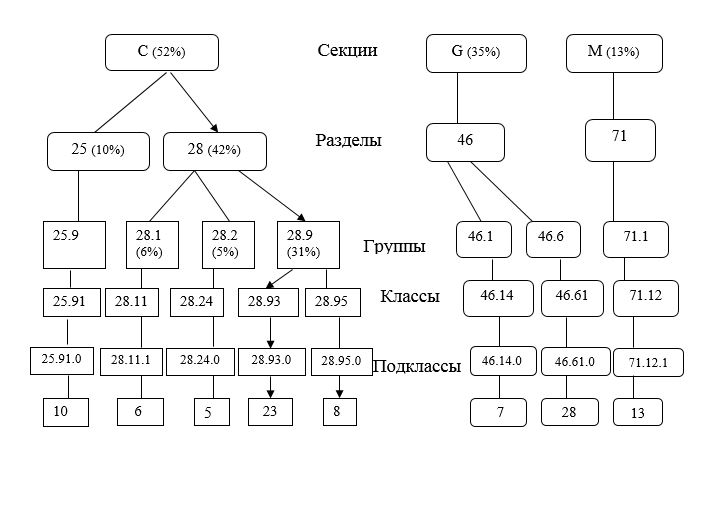 C (52%) Секции G (35%) M (13%)
25 (10%) 28 (42%) Разделы 46 71
25.9 28.1 28.2 28.9 Группы 46.1 46.6 71.1
(6%) (5%) (31%)
25.91 28.11 28.24 28.93 28.95 Классы 46.14 46.61 71.12
25.91.0 28.11.1 28.24.0 28.93.0 28.95.0 Подклассы 46.14.0 46.61.0 71.12.1
10 6 5 23 8 7 28 13